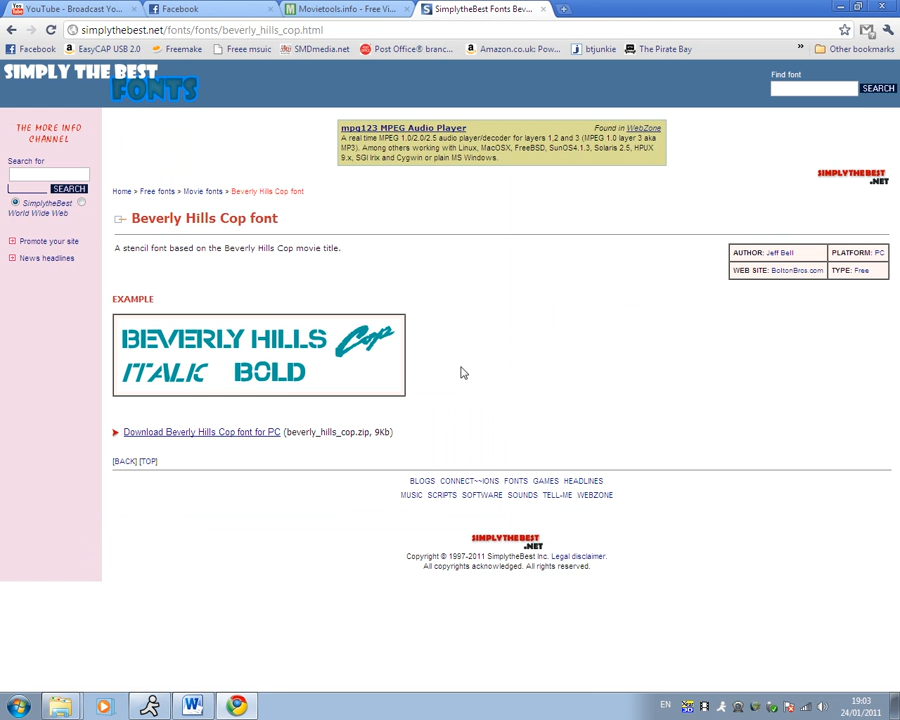 YouTube - Broadcast Yo...
Facebook
Movietools.info - Free Vi...
SimplytheBest Fonts Bev...
simplythebest.net/fonts/fonts/beverly_hills_cop.html
Facebook
EasyCAP USB 2.0
Freemake
Freee msuic
SMDmedia.net
Post Office® branc...
Amazon.co.uk: Pow...
btjunkie
The Pirate Bay
»
Other bookmarks
SIMPLY THE BEST
FONTS
Find font
SEARCH
THE MORE INFO
CHANNEL
Search for
SEARCH
SimplytheBest
World Wide Web
Promote your site
News headlines
mpg123 MPEG Audio Player
Found in WebZone
A real time MPEG 1.0/2.0/2.5 audio player/decoder for layers 1,2 and 3 (MPEG 1.0 layer 3 aka
MP3). Among others working with Linux, MacOSX, FreeBSD, SunOS4.1.3, Solaris 2.5, HPUX
9.x, SGI Irix and Cygwin or plain MS Windows.
SIMPLYTHEBEST
.NET
Home » Free fonts » Movie fonts » Beverly Hills Cop font
Beverly Hills Cop font
A stencil font based on the Beverly Hills Cop movie title.
AUTHOR: Jeff Bell
PLATFORM: PC
WEB SITE: BoltonBros.com
TYPE: Free
EXAMPLE
BEVERLY HILLS Cop
ITALIC BOLD
Download Beverly Hills Cop font for PC (beverly_hills_cop.zip, 9Kb)
[BACK] [TOP]
BLOGS CONNECT~~IONS FONTS GAMES HEADLINES
MUSIC SCRIPTS SOFTWARE SOUNDS TELL-ME WEBZONE
SIMPLYTHEBEST
.NET
Copyright © 1997-2011 SimplytheBest Inc. Legal disclaimer.
All copyrights acknowledged. All rights reserved.
EN
19:03
24/01/2011